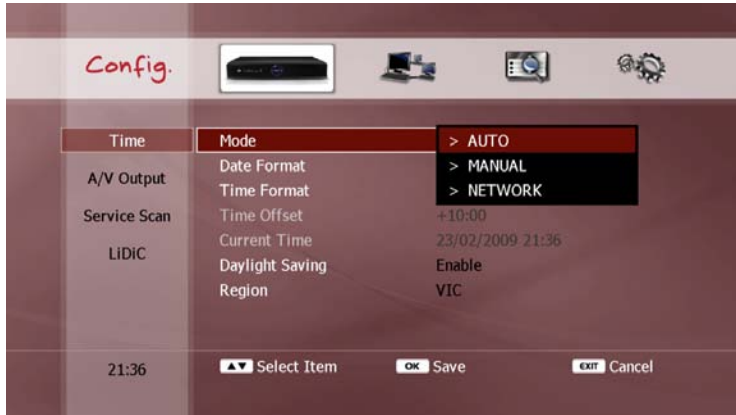 Config.
Time
A/V Output
Service Scan
LiDiC
21:36
Mode
> AUTO
> MANUAL
> NETWORK
Date Format
Time Format
Time Offset +10:00
Current Time 23/02/2009 21:36
Daylight Saving Enable
Region VIC
▲▼ Select Item
OK Save
EXIT Cancel